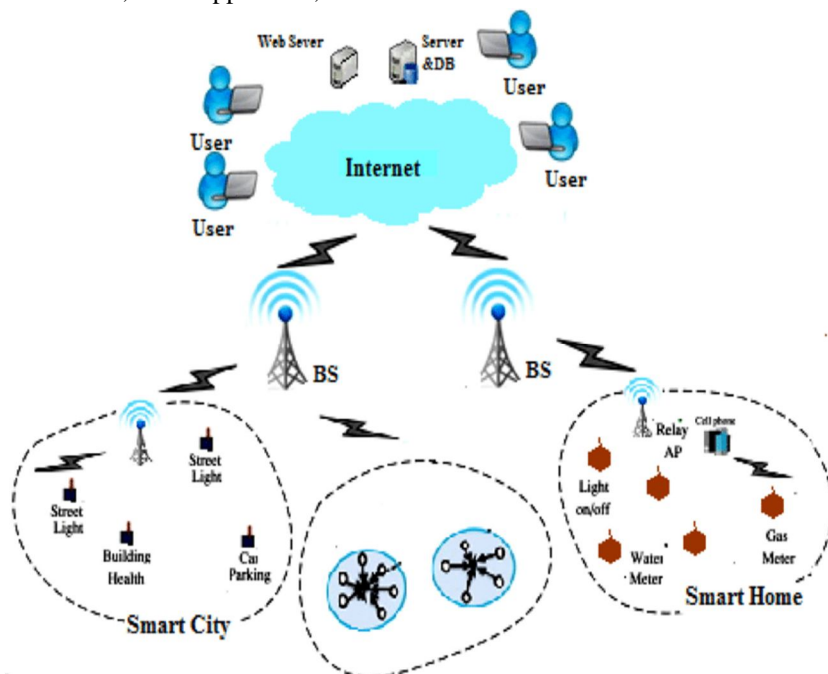 Web Sever
Server
&DB
User
User
User
User
Internet
BS
BS
Street
Light
Street
Light
Building
Health
Car
Parking
Smart City
Relay
AP
Cell phone
Light
on/off
Water
Meter
Gas
Meter
Smart Home